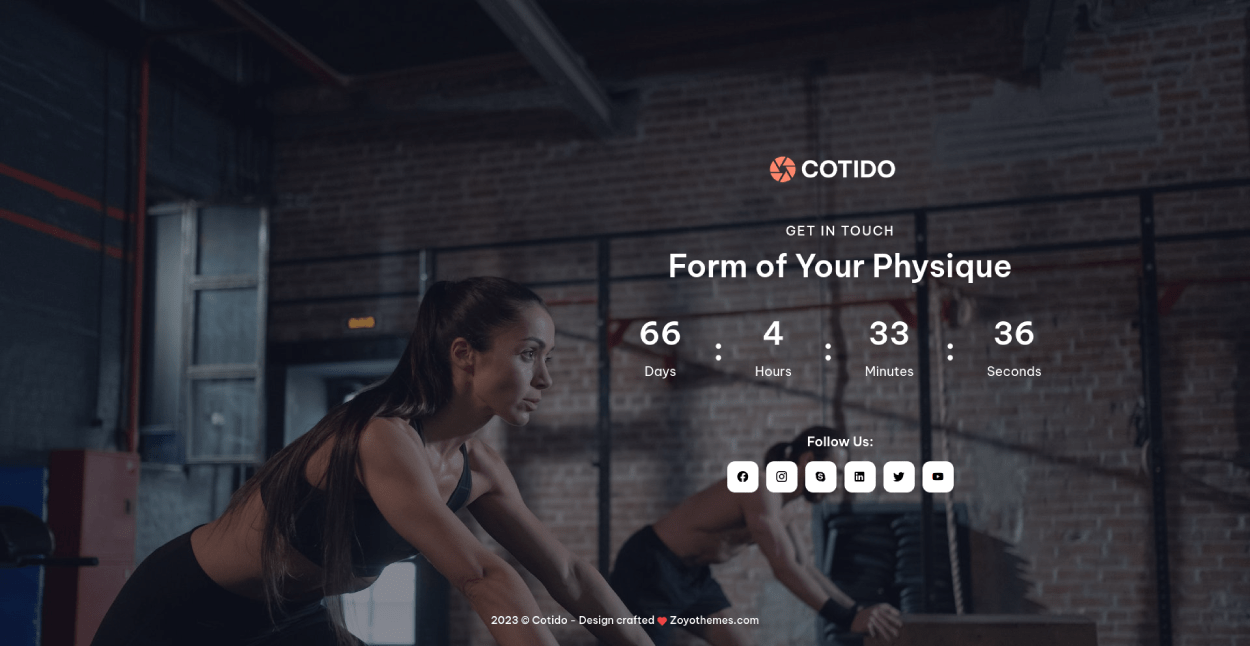 COTIDO
GET IN TOUCH
Form of Your Physique
66 : 4 : 33 : 36
Days Hours Minutes Seconds
Follow Us:
2023 © Cotido - Design crafted ❤ Zoyothemes.com